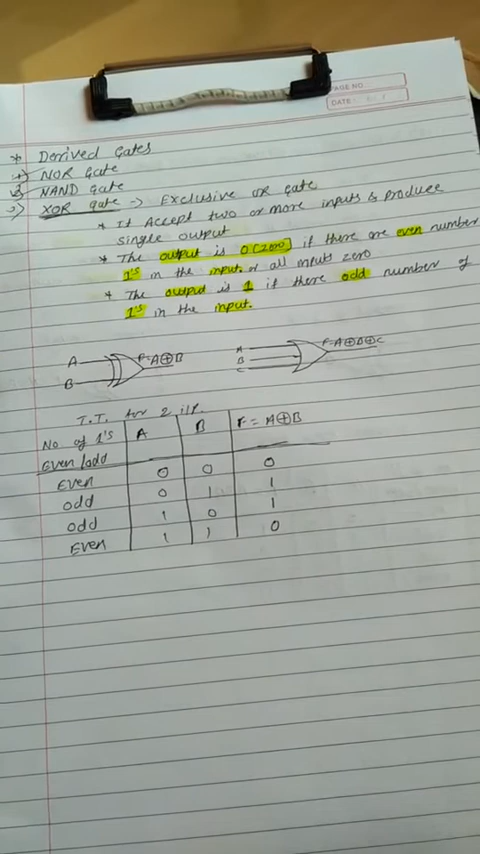 PAGE NO.
DATE:
* Derived Gates
1) NOR Gate
2) NAND Gate
3) XOR gate -> Exclusive OR gate
* It Accept two or more inputs & produce
single output
* The output is 0(zero) if there are even number
1's in the input. or all inputs zero
* The output is 1 if there odd number of
1's in the input.
A
B
F=A⊕B
A
B
C
F=A⊕B⊕C
T.T. for 2 i/p.
No of 1's A B F = A⊕B
Even/odd
Even 0 0 0
odd 0 1 1
odd 1 0 1
Even 1 1 0